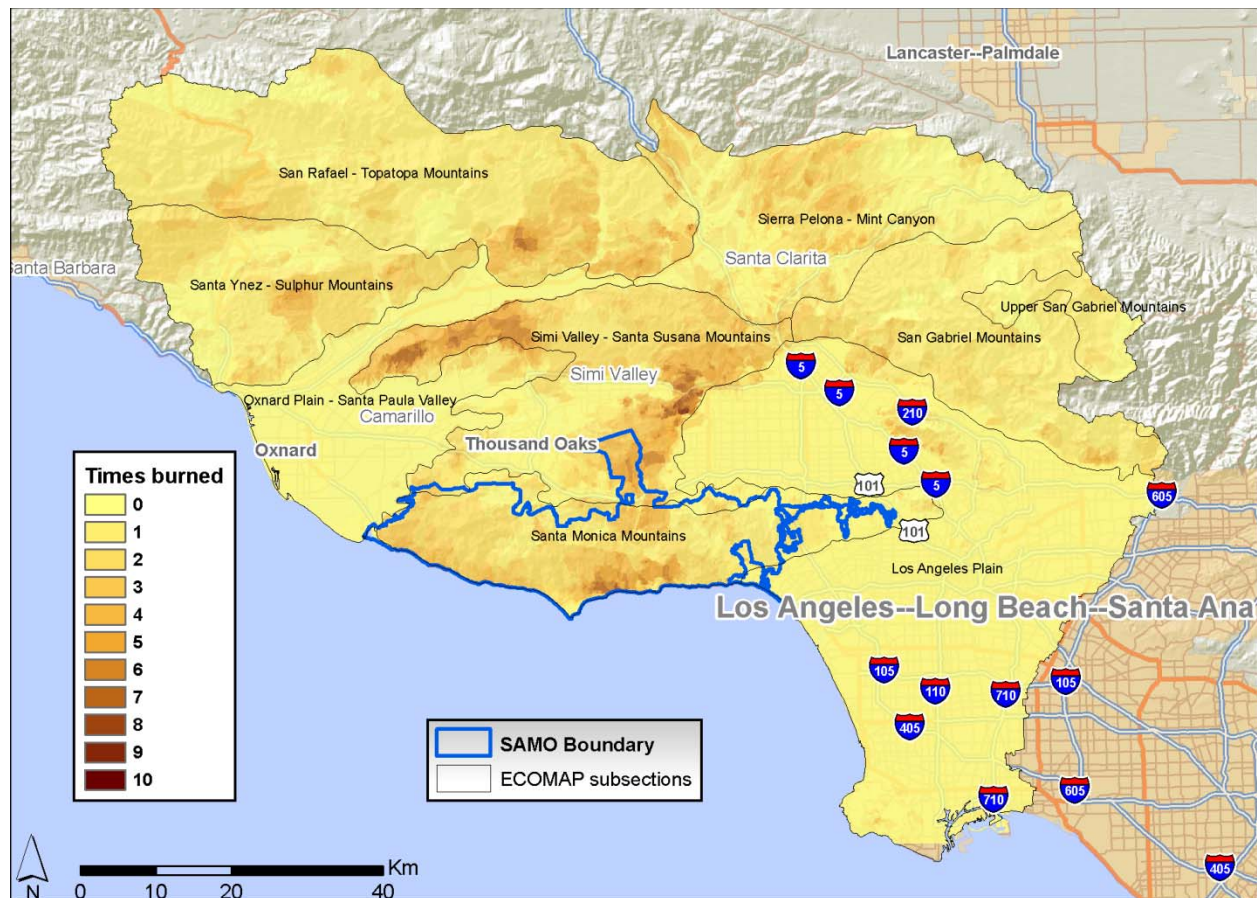 Lancaster--Palmdale
San Rafael - Topatopa Mountains
Sierra Pelona - Mint Canyon
Santa Clarita
Santa Barbara
Santa Ynez - Sulphur Mountains
Upper San Gabriel Mountains
Simi Valley - Santa Susana Mountains
San Gabriel Mountains
5
Simi Valley
5
Oxnard Plain - Santa Paula Valley
210
Camarillo
Thousand Oaks
Oxnard
5
101
5
605
101
Santa Monica Mountains
Los Angeles Plain
Los Angeles--Long Beach--Santa Ana
105
110
710
105
405
710
605
405
Times burned
0
1
2
3
4
5
6
7
8
9
10
SAMO Boundary
ECOMAP subsections
N
Km
0 10 20 40